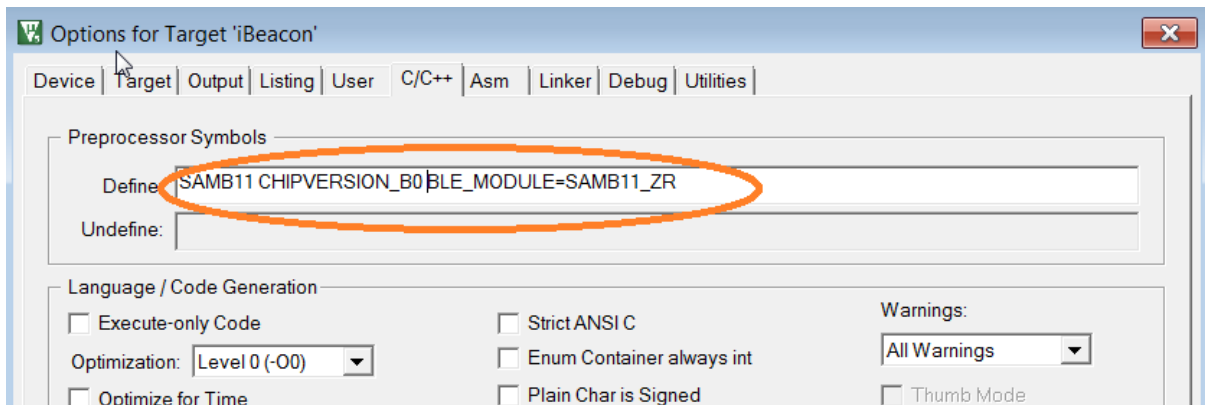 Options for Target 'iBeacon'
Device Target Output Listing User C/C++ Asm Linker Debug Utilities
Preprocessor Symbols
Define: SAMB11 CHIPVERSION_B0 BLE_MODULE=SAMB11_ZR
Undefine:
Language / Code Generation
Execute-only Code Strict ANSI C Warnings:
Optimization: Level 0 (-O0) Enum Container always int All Warnings
Optimize for Time Plain Char is Signed Thumb Mode